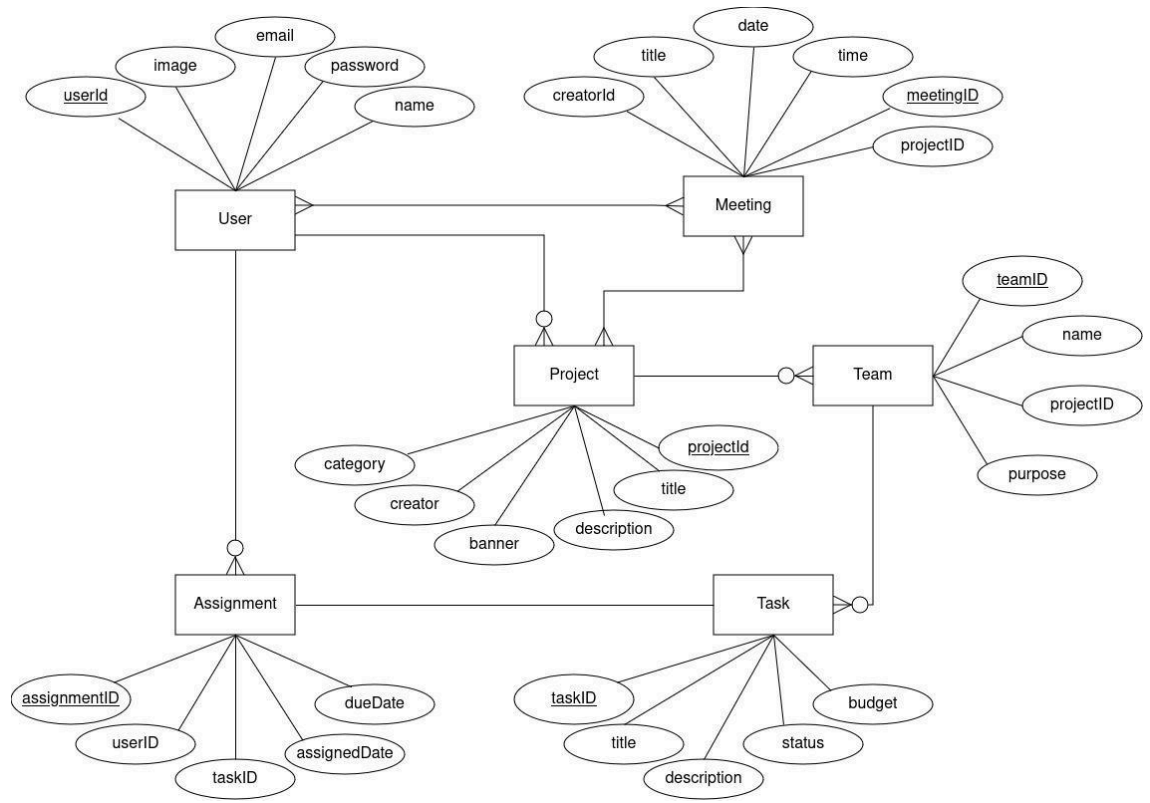 email
image
password
userId
name
date
title
time
creatorId
meetingID
projectID
User
Meeting
teamID
name
projectID
purpose
Project
Team
category
projectId
creator
title
banner
description
Assignment
Task
assignmentID
dueDate
userID
assignedDate
taskID
taskID
budget
title
status
description